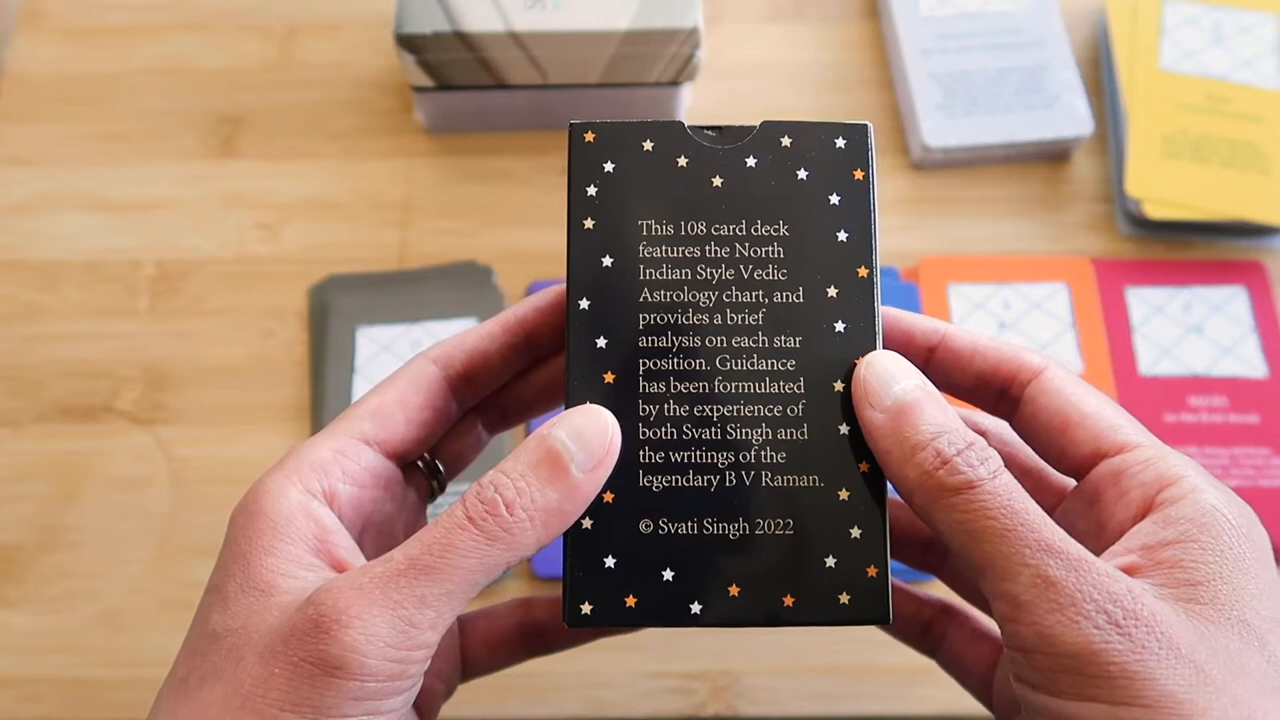 This 108 card deck
features the North
Indian Style Vedic
Astrology chart, and
provides a brief
analysis on each star
position. Guidance
has been formulated
by the experience of
both Svati Singh and
the writings of the
legendary B V Raman.
© Svati Singh 2022